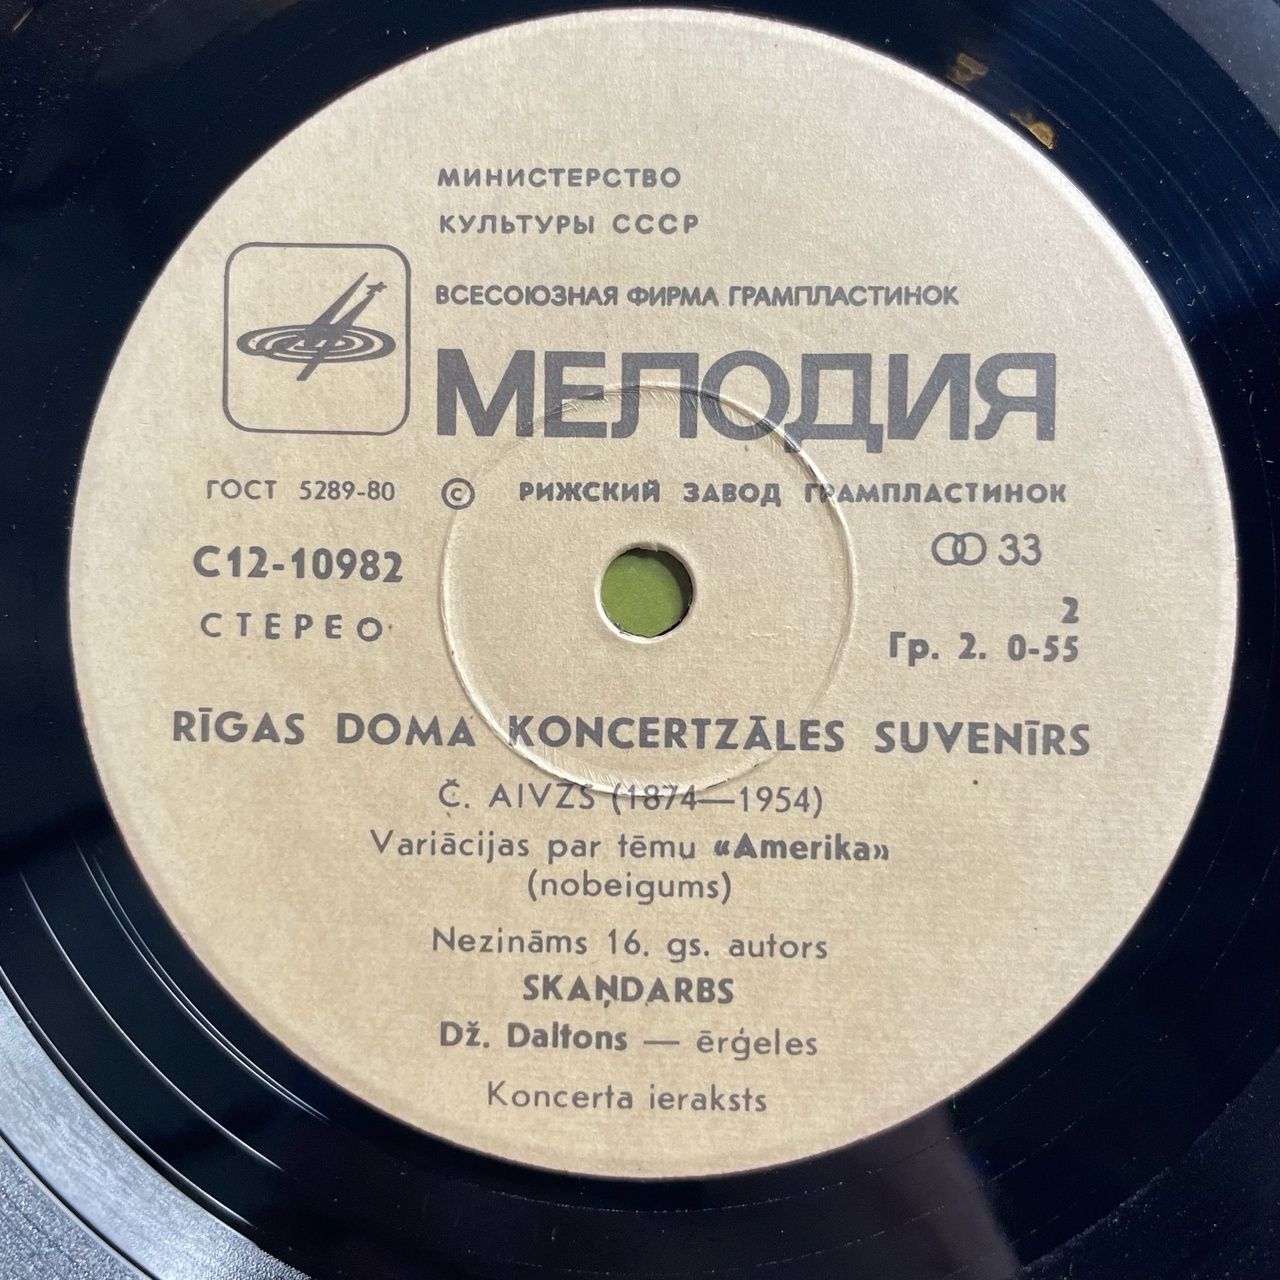 МИНИСТЕРСТВО
КУЛЬТУРЫ СССР
ВСЕСОЮЗНАЯ ФИРМА ГРАМПЛАСТИНОК
МЕЛОДИЯ
ГОСТ 5289-80 © РИЖСКИЙ ЗАВОД ГРАМПЛАСТИНОК
С12-10982 33
СТЕРЕО 2
Гр. 2. 0-55
RĪGAS DOMA KONCERTZĀLES SUVENĪRS
Č. AIVZS (1874—1954)
Variācijas par tēmu «Amerika»
(nobeigums)
Nezināms 16. gs. autors
SKAŅDARBS
Dž. Daltons — ērģeles
Koncerta ieraksts